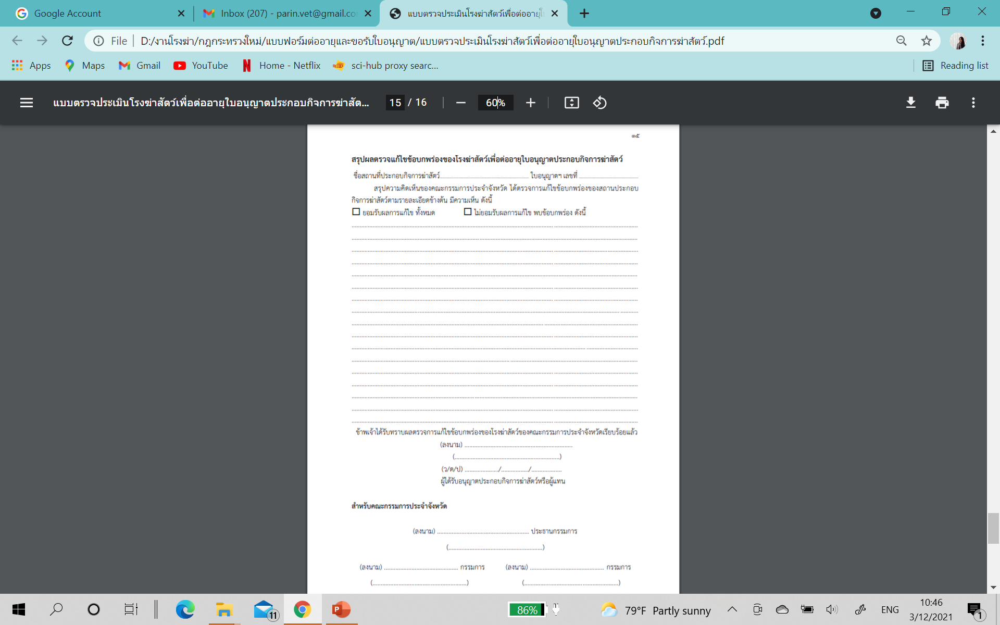 Google Account
Inbox (207) - parin.vet@gmail.co
แบบตรวจประเมินโรงฆ่าสัตว์เพื่อต่ออายุใบ
File
D:/งานโรงฆ่า/กฎกระทรวงใหม่/แบบฟอร์มต่ออายุและขอรับใบอนุญาต/แบบตรวจประเมินโรงฆ่าสัตว์เพื่อต่ออายุใบอนุญาตประกอบกิจการฆ่าสัตว์.pdf
Apps Maps Gmail YouTube Home - Netflix sci-hub proxy searc... Reading list
แบบตรวจประเมินโรงฆ่าสัตว์เพื่อต่ออายุใบอนุญาตประกอบกิจการฆ่าสัต... 15 / 16 60%
๑๕
สรุปผลตรวจแก้ไขข้อบกพร่องของโรงฆ่าสัตว์เพื่อต่ออายุใบอนุญาตประกอบกิจการฆ่าสัตว์
ชื่อสถานที่ประกอบกิจการฆ่าสัตว์........................ ใบอนุญาตฯ เลขที่ ........................
สรุปความคิดเห็นของคณะกรรมการประจำจังหวัด ได้ตรวจการแก้ไขข้อบกพร่องของสถานประกอบ
กิจการฆ่าสัตว์ตามรายละเอียดข้างต้น มีความเห็น ดังนี้
☐ ยอมรับผลการแก้ไข ทั้งหมด ☐ ไม่ยอมรับผลการแก้ไข พบข้อบกพร่อง ดังนี้
ข้าพเจ้าได้รับทราบผลตรวจการแก้ไขข้อบกพร่องของโรงฆ่าสัตว์ของคณะกรรมการประจำจังหวัดเรียบร้อยแล้ว
(ลงนาม) ........................
(........................)
(ว/ด/ป) ............/............/............
ผู้ได้รับอนุญาตประกอบกิจการฆ่าสัตว์หรือผู้แทน
สำหรับคณะกรรมการประจำจังหวัด
(ลงนาม) ........................ ประธานกรรมการ
(........................)
(ลงนาม) ........................ กรรมการ (ลงนาม) ........................ กรรมการ
(........................) (........................)
11
P
86%
79°F Partly sunny
ENG
10:46
3/12/2021
1